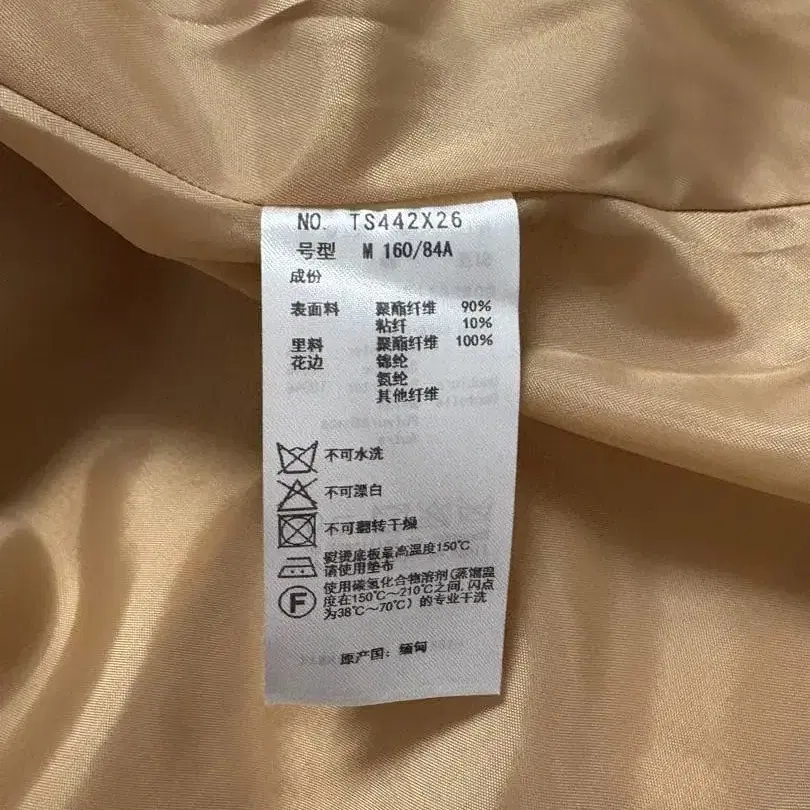 NO. TS442X26
号型 M 160/84A
成份
表面料 聚酯纤维 90%
粘纤 10%
里料 聚酯纤维 100%
花边 锦纶
氨纶
其他纤维
不可水洗
不可漂白
不可翻转干燥
熨烫底板最高温度150℃
请使用垫布
F 使用碳氢化合物溶剂(蒸馏温
度在150℃~210℃之间,闪点
为38℃~70℃)的专业干洗
原产国：缅甸